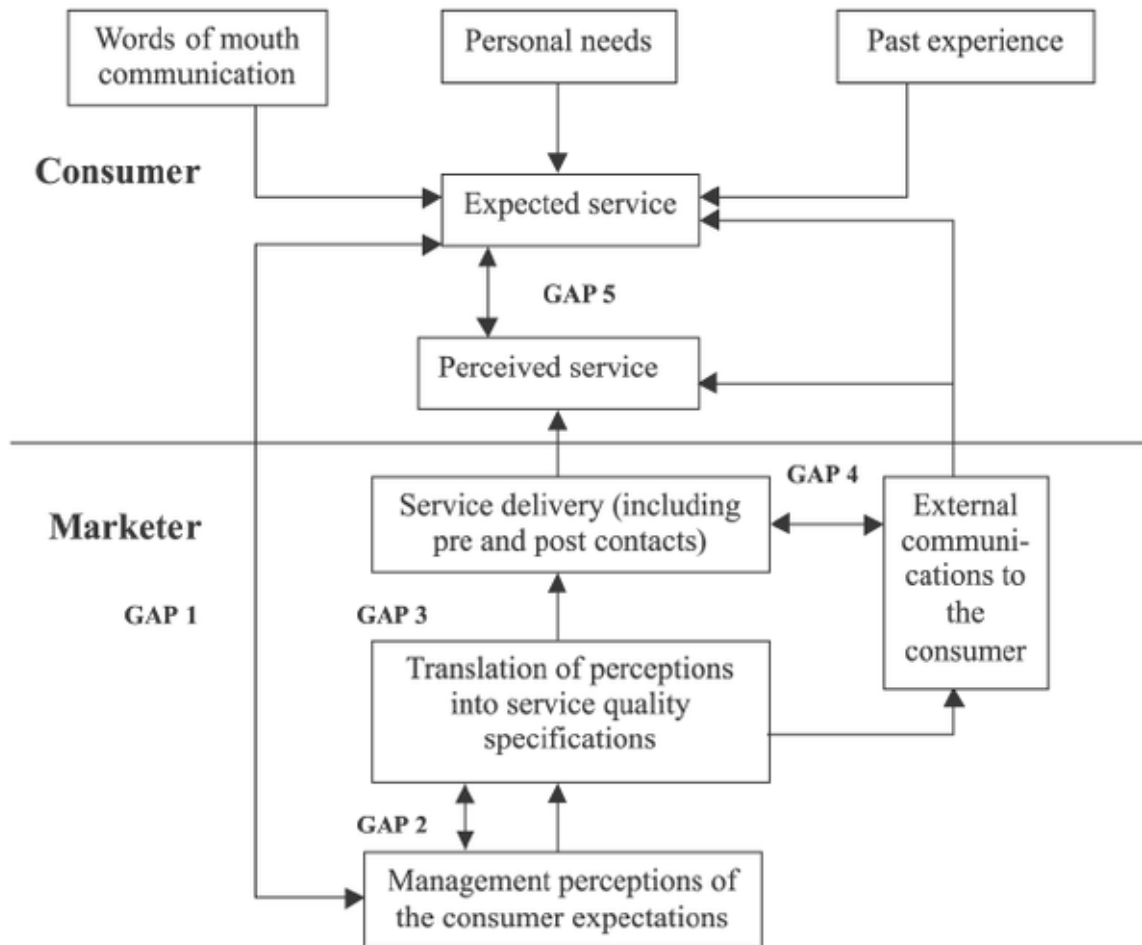 Words of mouth
communication
Personal needs
Past experience
Consumer
Expected service
GAP 5
Perceived service
GAP 4
Service delivery (including
pre and post contacts)
External
communi-
cations to
the
consumer
Marketer
GAP 1
GAP 3
Translation of perceptions
into service quality
specifications
GAP 2
Management perceptions of
the consumer expectations